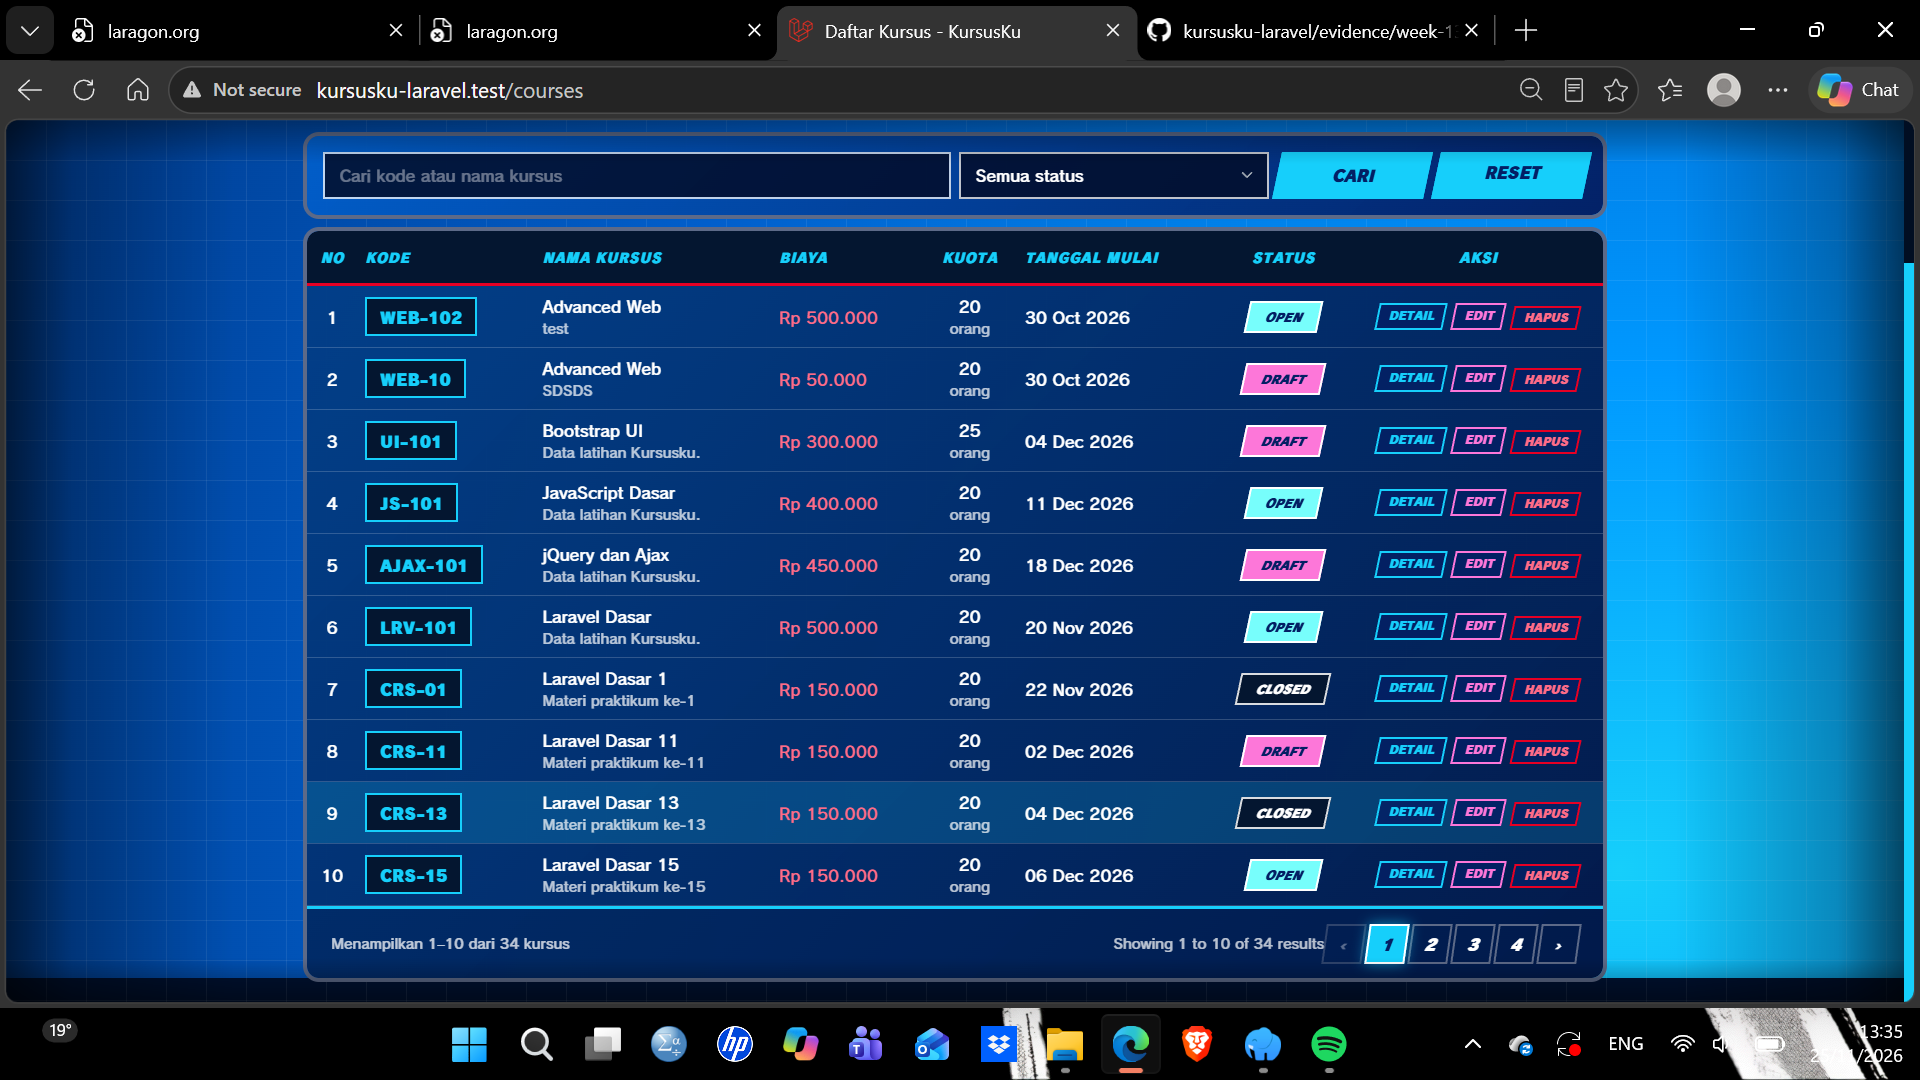 laragon.org
laragon.org
Daftar Kursus - KursusKu
kursusku-laravel/evidence/week-1
Not secure kursusku-laravel.test/courses
Chat
Cari kode atau nama kursus
Semua status
CARI
RESET
NO KODE NAMA KURSUS BIAYA KUOTA TANGGAL MULAI STATUS AKSI
1 WEB-102 Advanced Web Rp 500.000 20 30 Oct 2026 OPEN DETAIL EDIT HAPUS
test orang
2 WEB-10 Advanced Web Rp 50.000 20 30 Oct 2026 DRAFT DETAIL EDIT HAPUS
SDSDS orang
3 UI-101 Bootstrap UI Rp 300.000 25 04 Dec 2026 DRAFT DETAIL EDIT HAPUS
Data latihan Kursusku. orang
4 JS-101 JavaScript Dasar Rp 400.000 20 11 Dec 2026 OPEN DETAIL EDIT HAPUS
Data latihan Kursusku. orang
5 AJAX-101 jQuery dan Ajax Rp 450.000 20 18 Dec 2026 DRAFT DETAIL EDIT HAPUS
Data latihan Kursusku. orang
6 LRV-101 Laravel Dasar Rp 500.000 20 20 Nov 2026 OPEN DETAIL EDIT HAPUS
Data latihan Kursusku. orang
7 CRS-01 Laravel Dasar 1 Rp 150.000 20 22 Nov 2026 CLOSED DETAIL EDIT HAPUS
Materi praktikum ke-1 orang
8 CRS-11 Laravel Dasar 11 Rp 150.000 20 02 Dec 2026 DRAFT DETAIL EDIT HAPUS
Materi praktikum ke-11 orang
9 CRS-13 Laravel Dasar 13 Rp 150.000 20 04 Dec 2026 CLOSED DETAIL EDIT HAPUS
Materi praktikum ke-13 orang
10 CRS-15 Laravel Dasar 15 Rp 150.000 20 06 Dec 2026 OPEN DETAIL EDIT HAPUS
Materi praktikum ke-15 orang
Menampilkan 1–10 dari 34 kursus
Showing 1 to 10 of 34 results ‹ 1 2 3 4 ›
19°
ENG
13:35